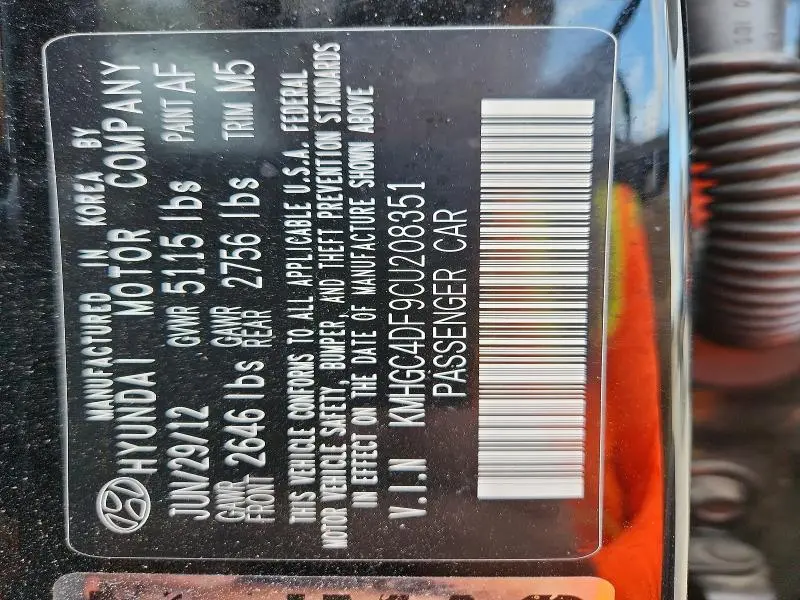 MANUFACTURED IN KOREA BY
HYUNDAI MOTOR COMPANY
JUN/29/12 GVWR 5115 lbs PAINT AF
GAWR FRONT 2646 lbs GAWR REAR 2756 lbs TRIM M5
THIS VEHICLE CONFORMS TO ALL APPLICABLE U.S.A. FEDERAL
MOTOR VEHICLE SAFETY, BUMPER, AND THEFT PREVENTION STANDARDS
IN EFFECT ON THE DATE OF MANUFACTURE SHOWN ABOVE
V.I.N KMHGC4DF9CU208351
PASSENGER CAR